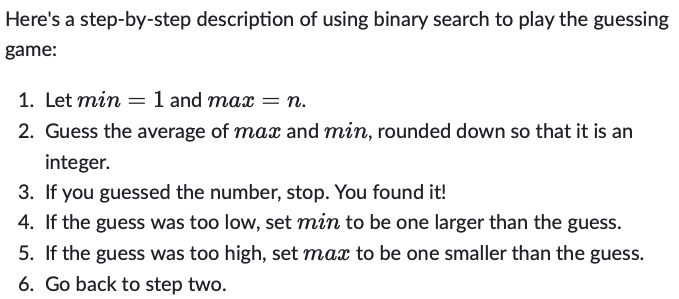 Here's a step-by-step description of using binary search to play the guessing
game:
1. Let min = 1 and max = n.
2. Guess the average of max and min, rounded down so that it is an
integer.
3. If you guessed the number, stop. You found it!
4. If the guess was too low, set min to be one larger than the guess.
5. If the guess was too high, set max to be one smaller than the guess.
6. Go back to step two.